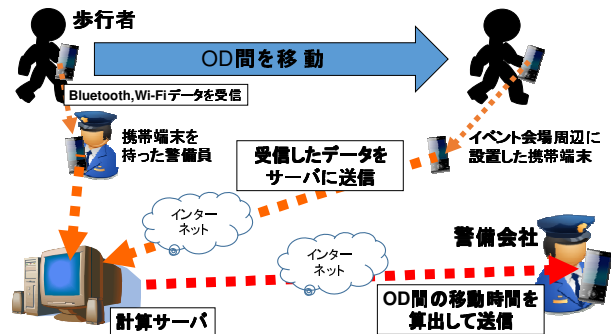 歩行者
OD間を移動
Bluetooth,Wi-Fiデータを受信
携帯端末を
持った警備員
受信したデータを
サーバに送信
イベント会場周辺に
設置した携帯端末
インター
ネット
インター
ネット
警備会社
計算サーバ
OD間の移動時間を
算出して送信